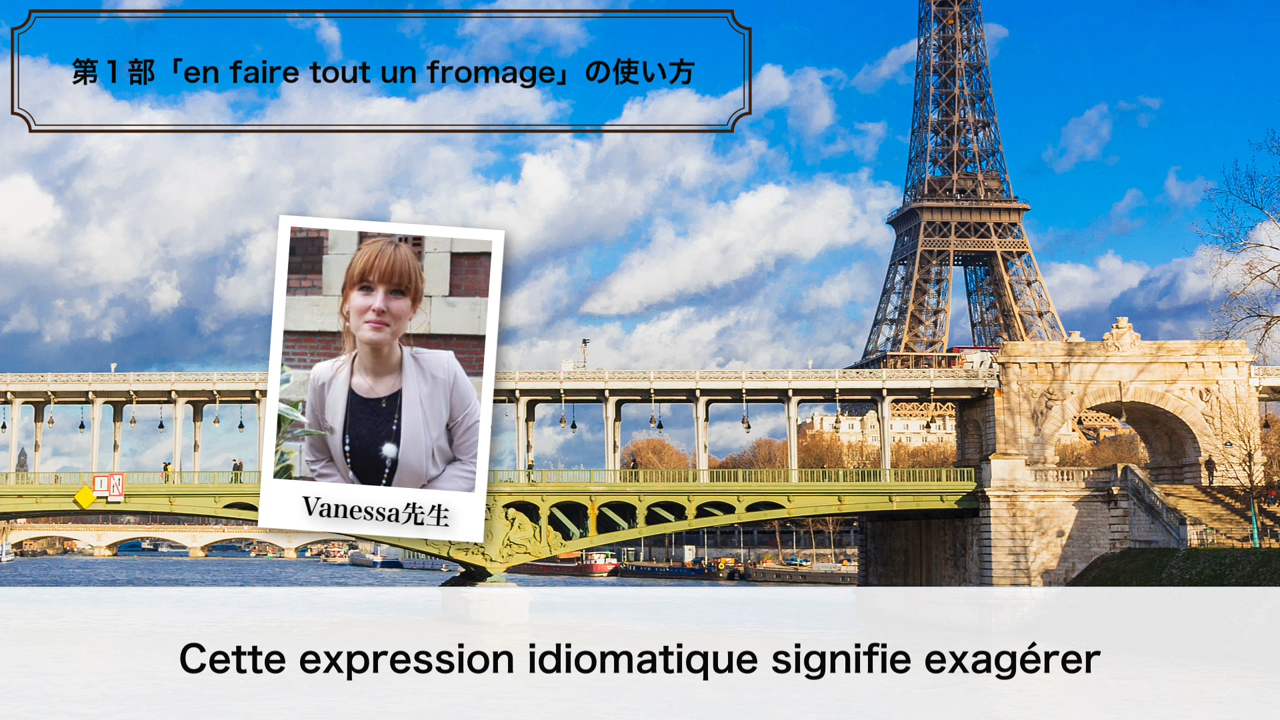 第1部「en faire tout un fromage」の使い方
Vanessa先生
Cette expression idiomatique signifie exagérer